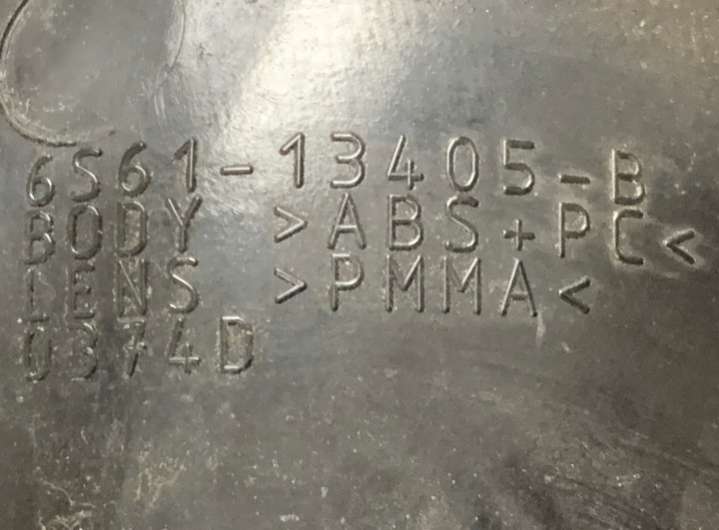 6S61-13405-B
BODY >ABS+PC<
LENS >PMMA<
0374D